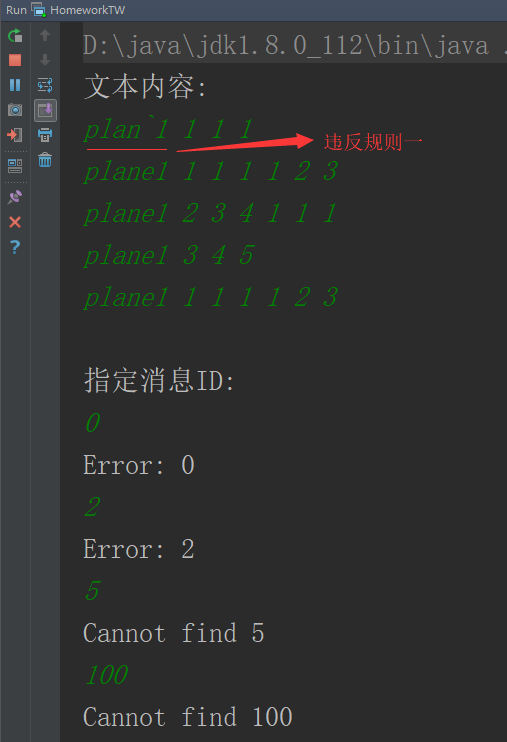 Run HomeworkTW
D:\java\jdk1.8.0_112\bin\java .
文本内容:
plan`1 1 1 1
违反规则一
plane1 1 1 1 1 2 3
plane1 2 3 4 1 1 1
plane1 3 4 5
plane1 1 1 1 1 2 3
指定消息ID:
0
Error: 0
2
Error: 2
5
Cannot find 5
100
Cannot find 100